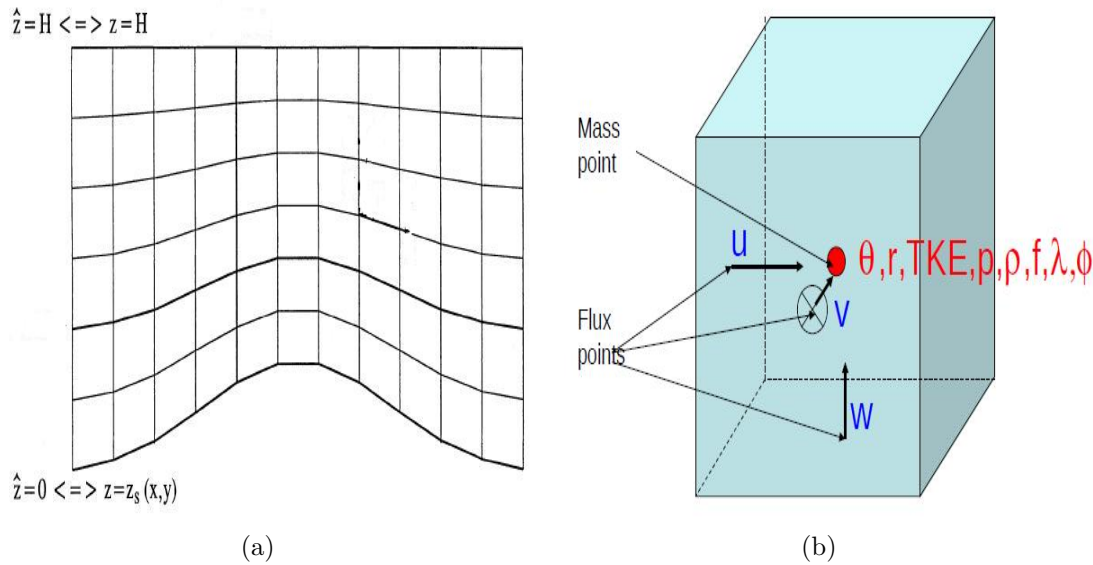 ẑ=H <=> z=H
ẑ=0 <=> z=z_s(x,y)
(a)
Mass
point
u
θ,r,TKE,p,ρ,f,λ,ϕ
v
Flux
points
w
(b)